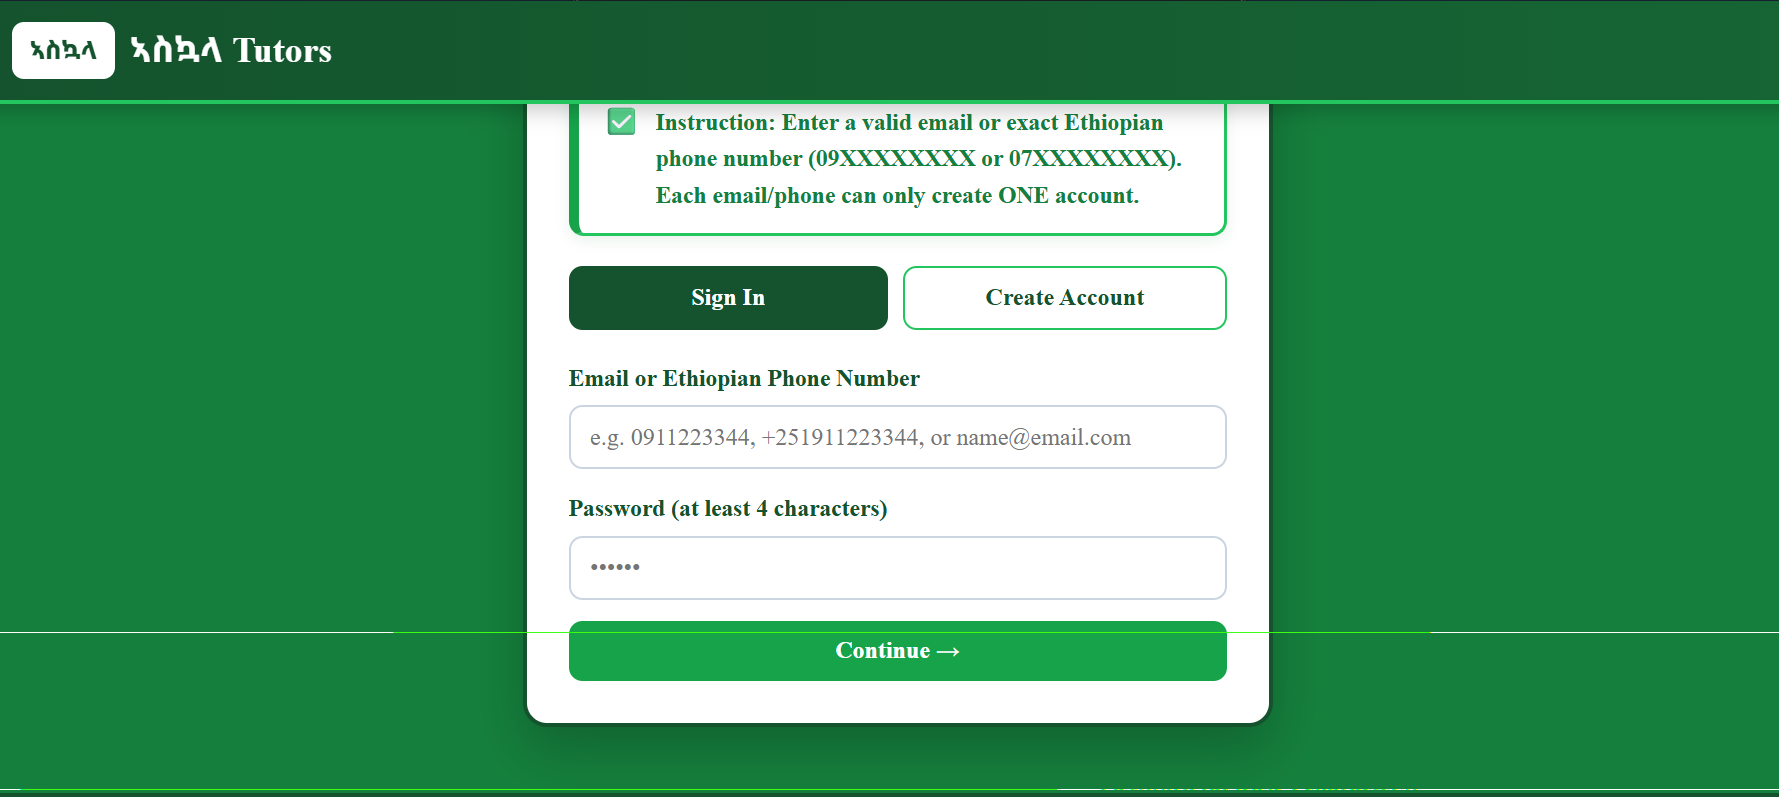 ኣስኳላ
ኣስኳላ Tutors
Instruction: Enter a valid email or exact Ethiopian
phone number (09XXXXXXXX or 07XXXXXXXX).
Each email/phone can only create ONE account.
Sign In
Create Account
Email or Ethiopian Phone Number
e.g. 0911223344, +251911223344, or name@email.com
Password (at least 4 characters)
••••••
Continue →